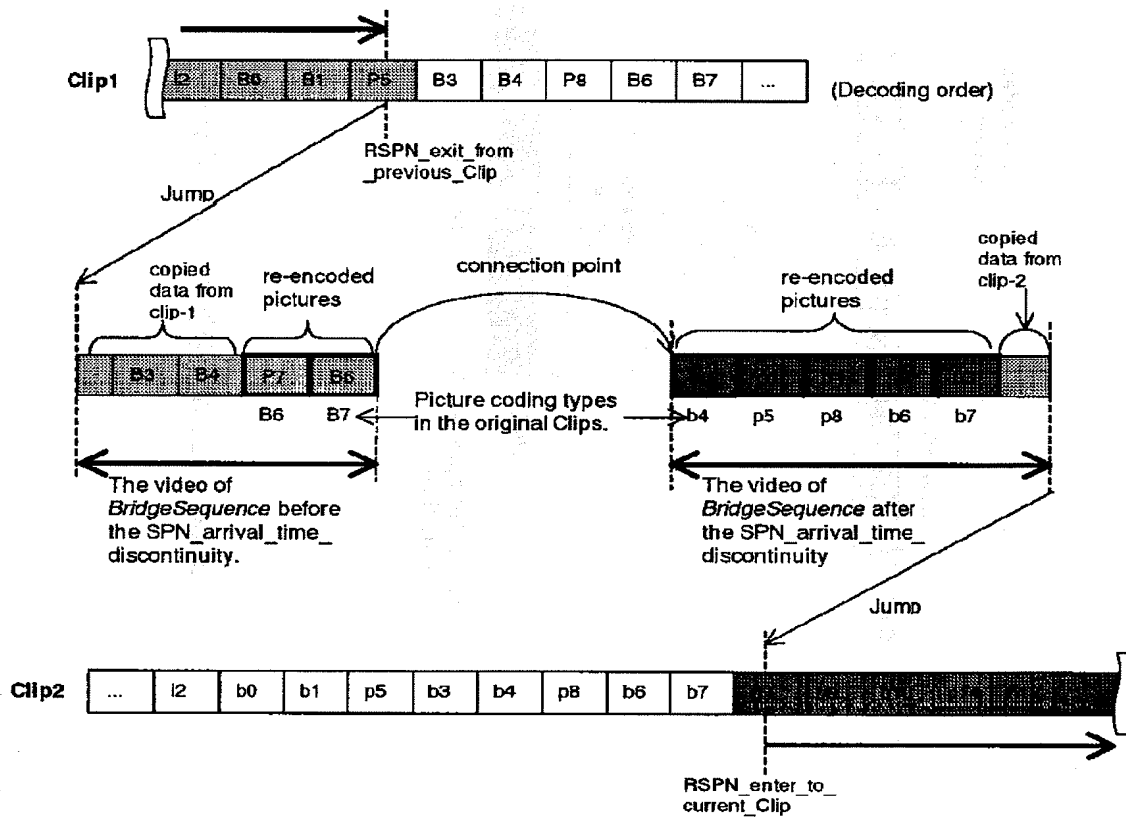 Clip1
I2 B0 B1 P5 B3 B4 P8 B6 B7 ...
(Decoding order)
RSPN_exit_from
_previous_Clip
Jump
copied
data from
clip-1
re-encoded
pictures
connection point
re-encoded
pictures
copied
data from
clip-2
B3 B4 P7 B6
B6 B7
Picture coding types
in the original Clips.
b4 p5 p8 b6 b7
The video of
BridgeSequence before
the SPN_arrival_time_
discontinuity.
The video of
BridgeSequence after
the SPN_arrival_time_
discontinuity
Jump
Clip2
... I2 b0 b1 p5 b3 b4 p8 b6 b7
RSPN_enter_to_
current_Clip